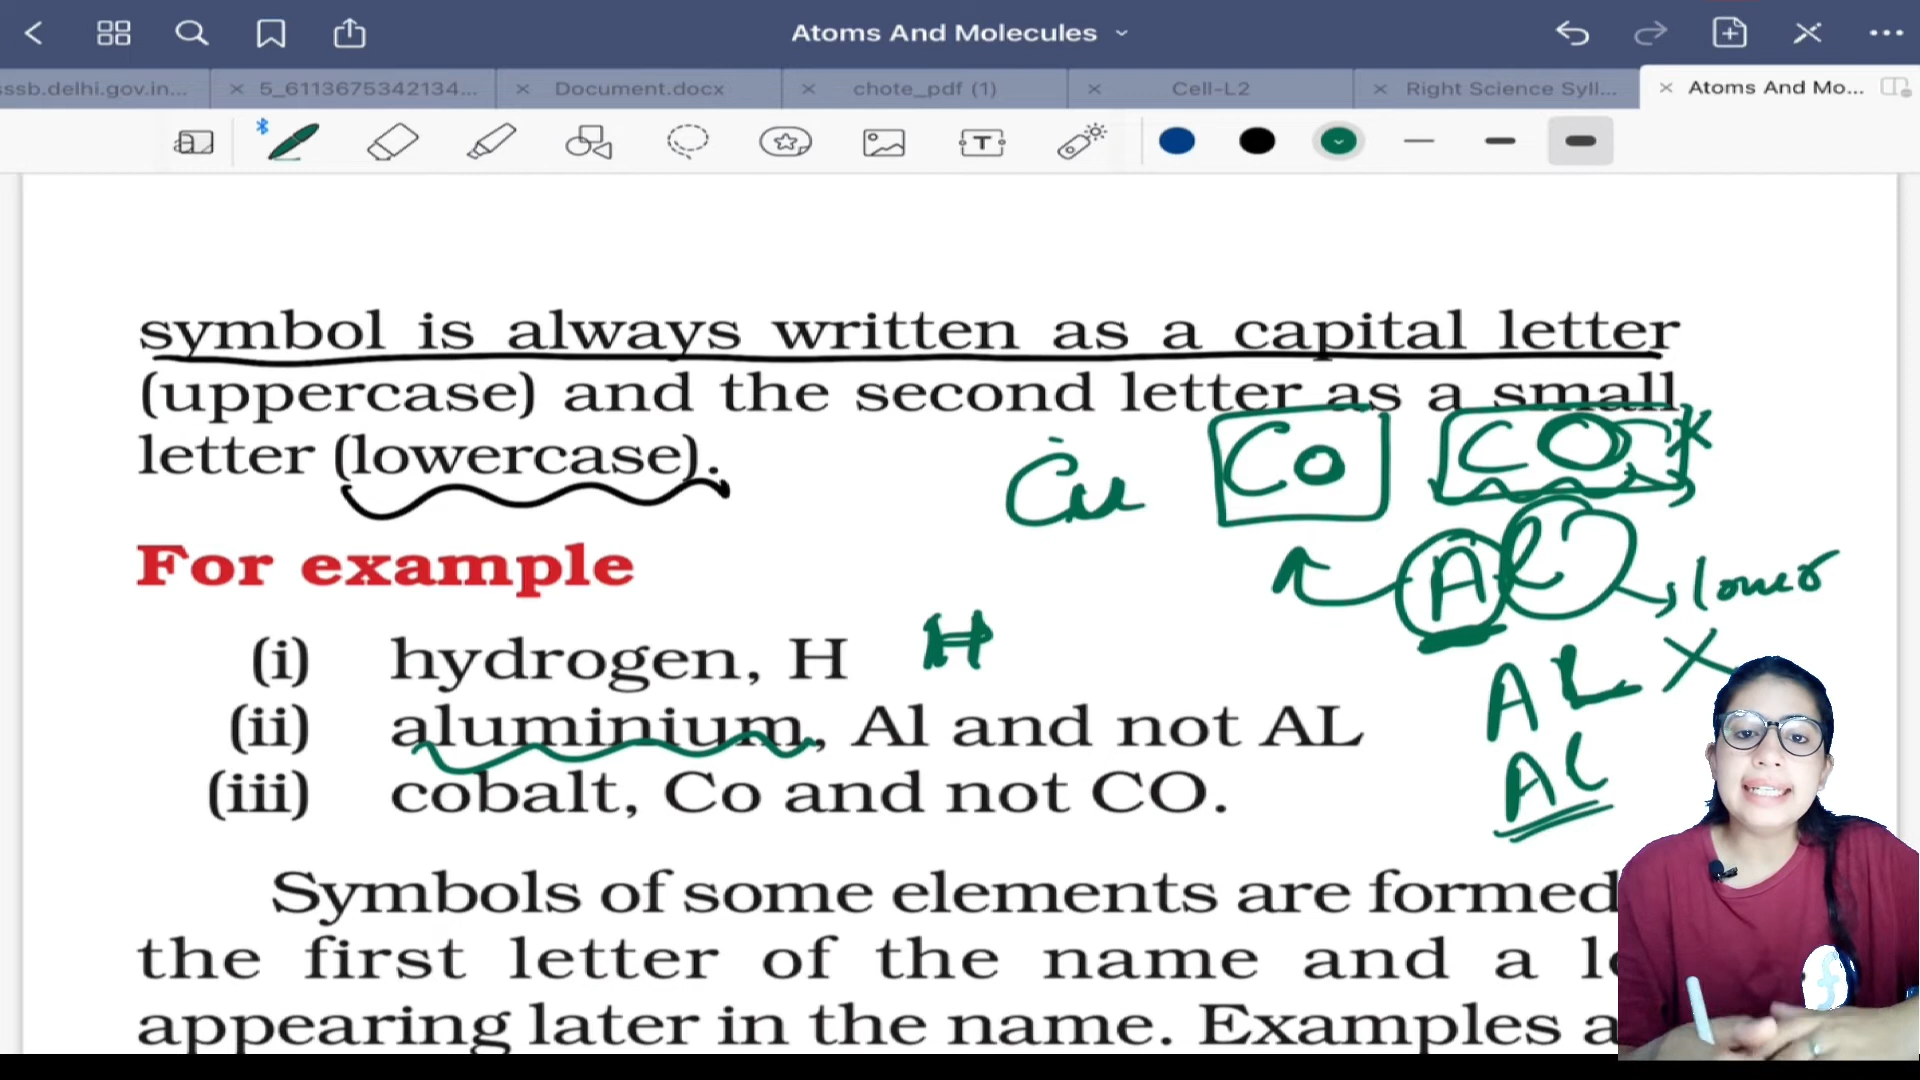 Atoms And Molecules
sssb.delhi.gov.in...
5_6113675342134...
Document.docx
chote_pdf (1)
Cell-L2
Right Science Syll...
Atoms And Mo...
symbol is always written as a capital letter
(uppercase) and the second letter as a small
letter (lowercase).
Cu Co CO
Al
lower
For example
(i) hydrogen, H H
(ii) aluminium, Al and not AL
AL X
(iii) cobalt, Co and not CO.
Al
Symbols of some elements are formed
the first letter of the name and a
appearing later in the name. Examples